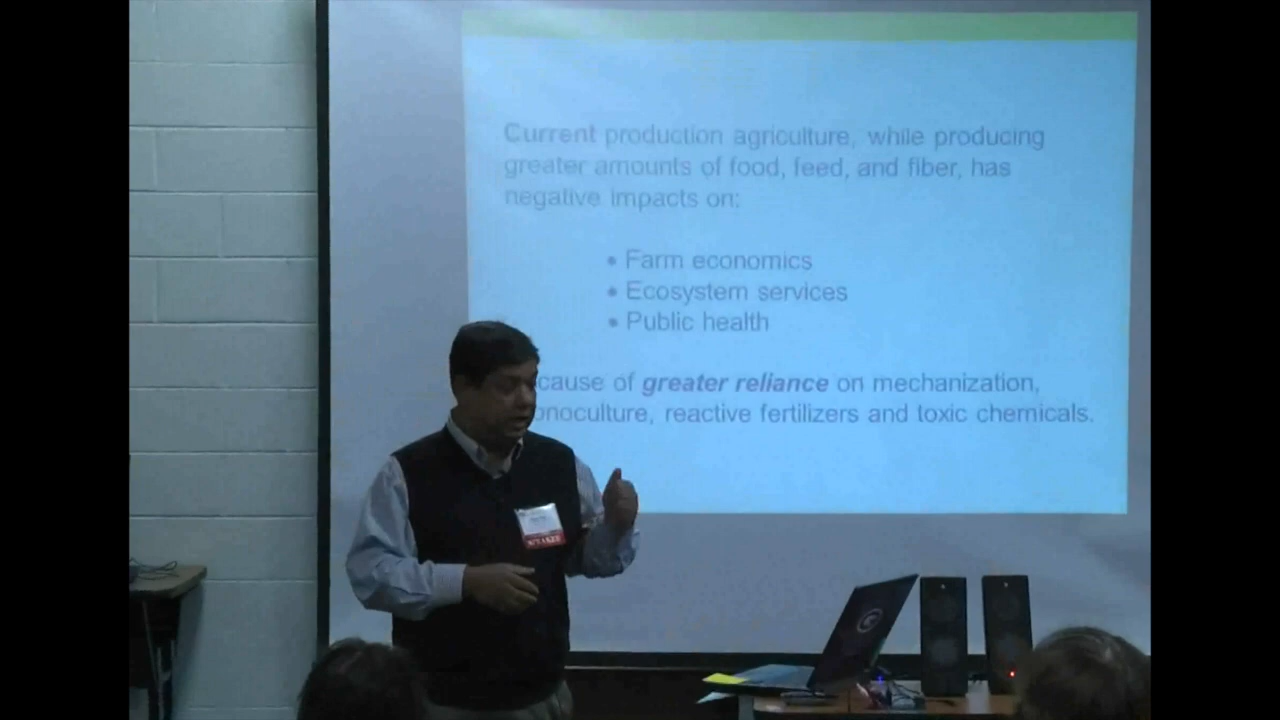 Current production agriculture, while producing
greater amounts of food, feed, and fiber, has
negative impacts on:
• Farm economics
• Ecosystem services
• Public health
cause of greater reliance on mechanization,
onoculture, reactive fertilizers and toxic chemicals.
SPEAKER